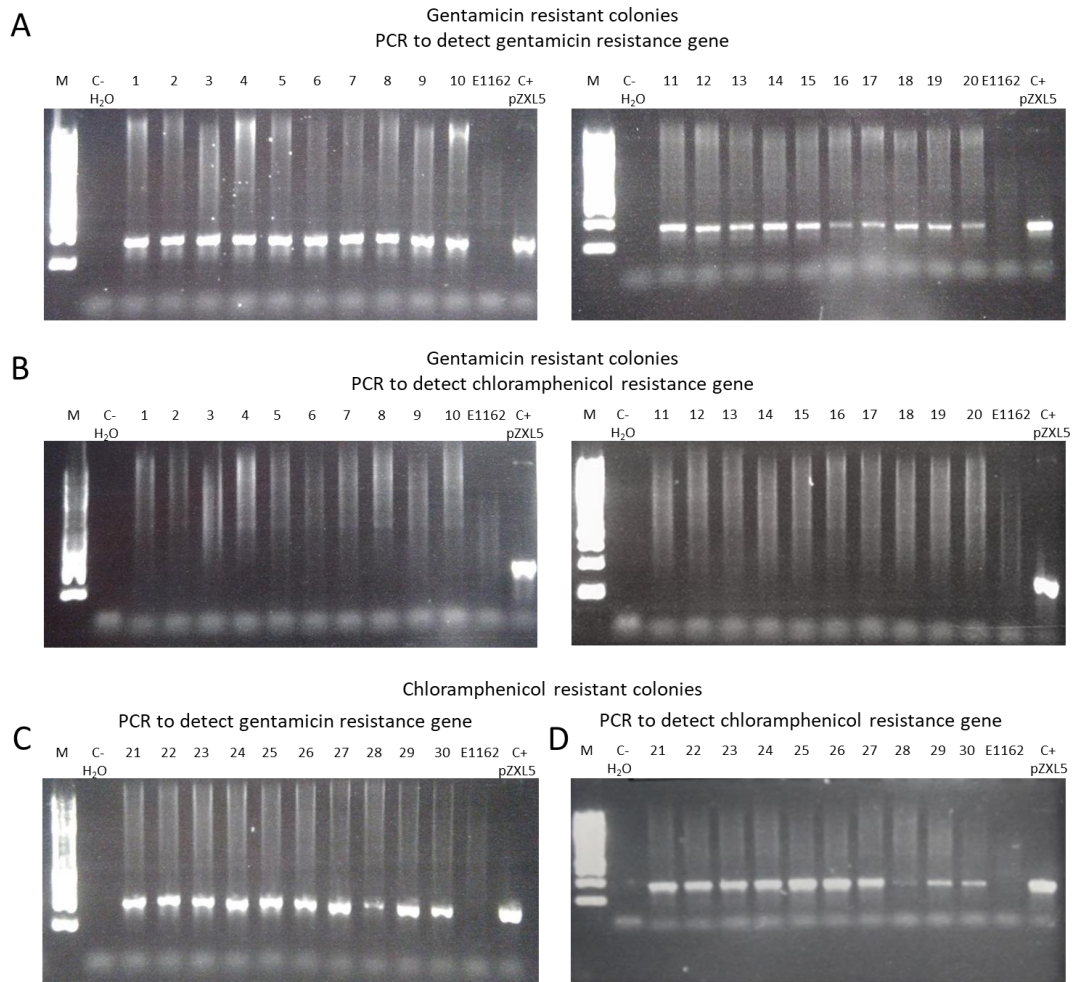 A
Gentamicin resistant colonies
PCR to detect gentamicin resistance gene
M C- 1 2 3 4 5 6 7 8 9 10 E1162 C+
H₂O pZXL5
M C- 11 12 13 14 15 16 17 18 19 20 E1162 C+
H₂O pZXL5
B
Gentamicin resistant colonies
PCR to detect chloramphenicol resistance gene
M C- 1 2 3 4 5 6 7 8 9 10 E1162 C+
H₂O pZXL5
M C- 11 12 13 14 15 16 17 18 19 20 E1162 C+
H₂O pZXL5
Chloramphenicol resistant colonies
C
PCR to detect gentamicin resistance gene
M C- 21 22 23 24 25 26 27 28 29 30 E1162 C+
H₂O pZXL5
D
PCR to detect chloramphenicol resistance gene
M C- 21 22 23 24 25 26 27 28 29 30 E1162 C+
H₂O pZXL5